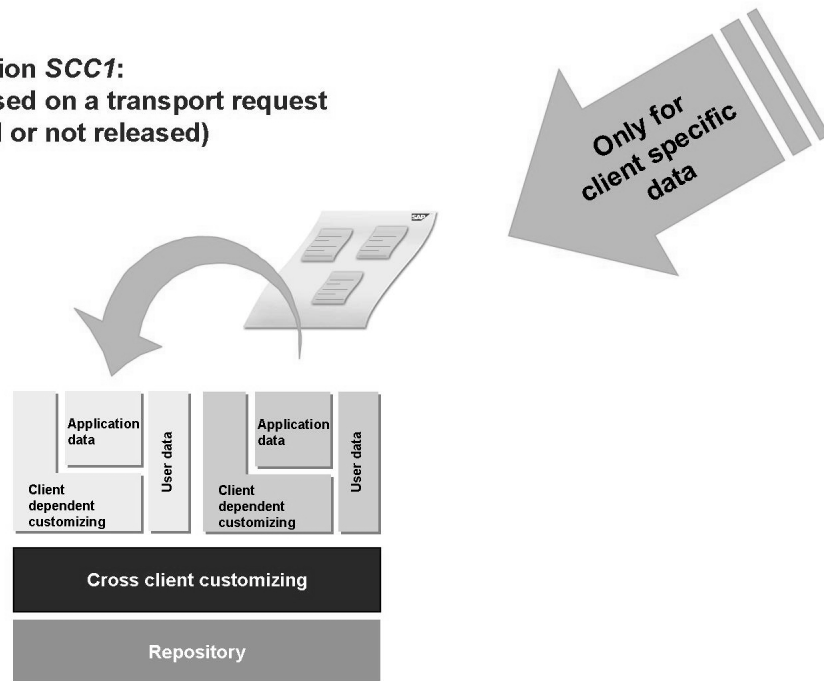 ion SCC1:
sed on a transport request
d or not released)
Only for
client specific
data
SAP
Application
data
User data
Client
dependent
customizing
Application
data
User data
Client
dependent
customizing
Cross client customizing
Repository